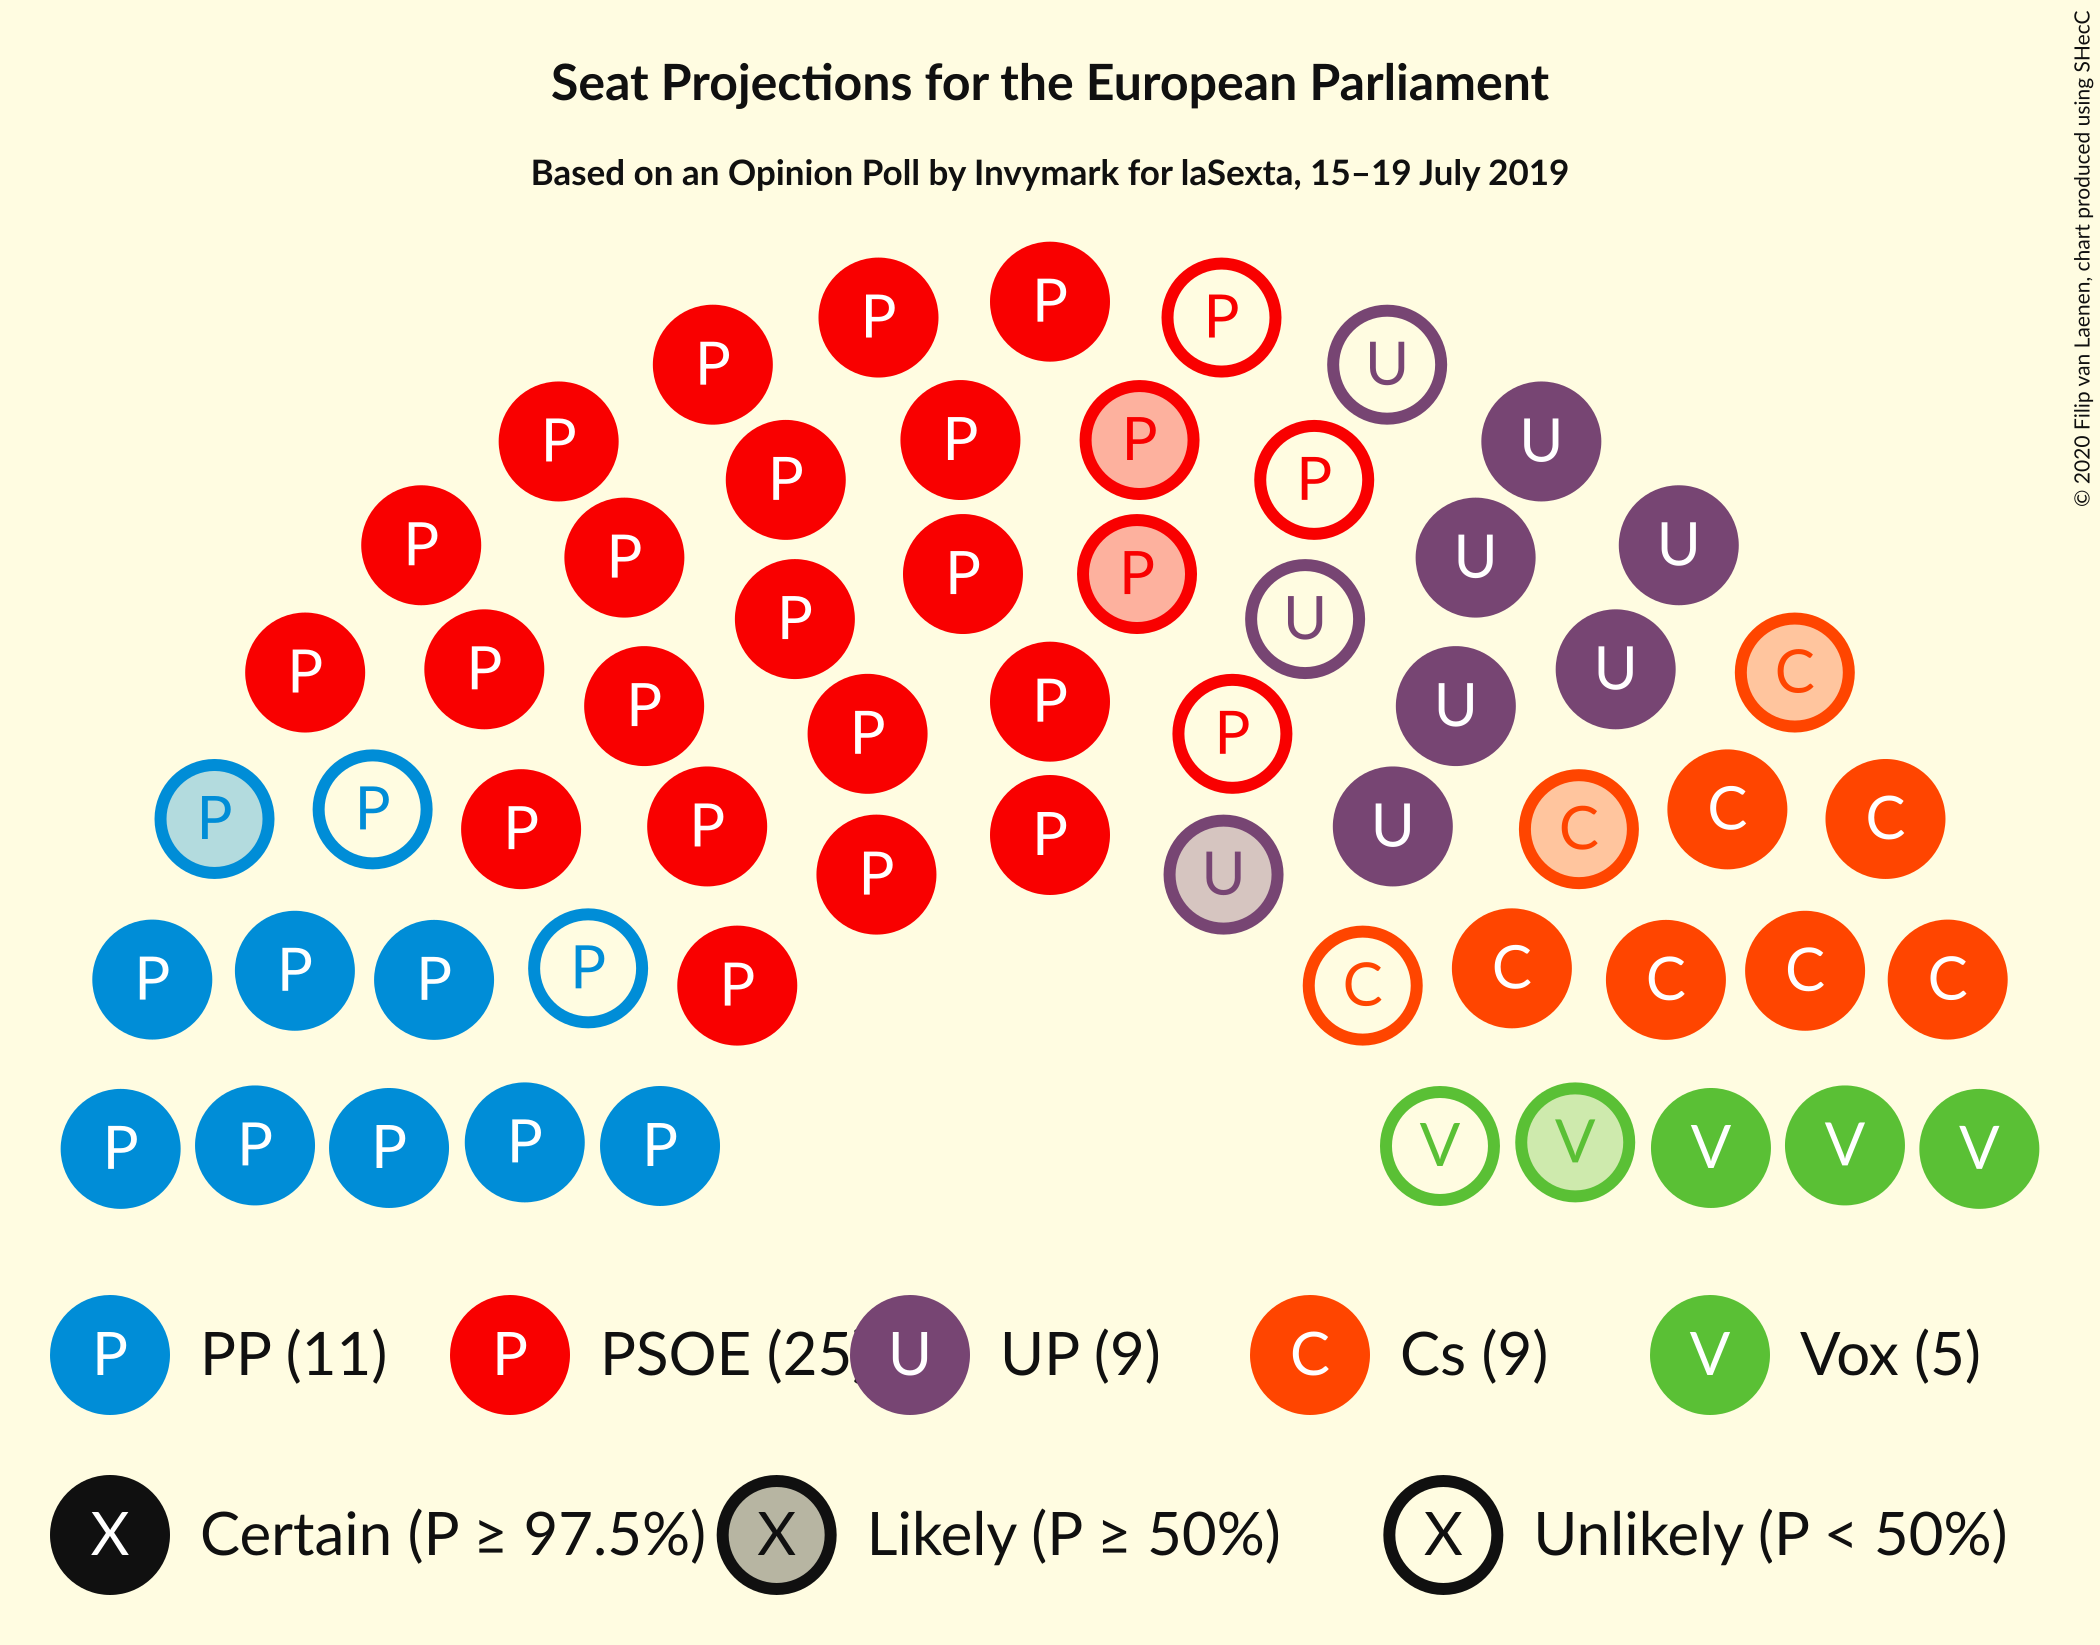 Seat Projections for the European Parliament
Based on an Opinion Poll by Invymark for laSexta, 15–19 July 2019
© 2020 Filip van Laenen, chart produced using SHecC
P P P U
P P U
P P P P U
P P P U
P P P U
P P P U C
P P P P U
P P P P U C C C
P P U
P P P P P C C C C C
P P P P P V V V V V
P PP (11) P PSOE (25) U UP (9) C Cs (9) V Vox (5)
X Certain (P ≥ 97.5%) X Likely (P ≥ 50%) X Unlikely (P < 50%)